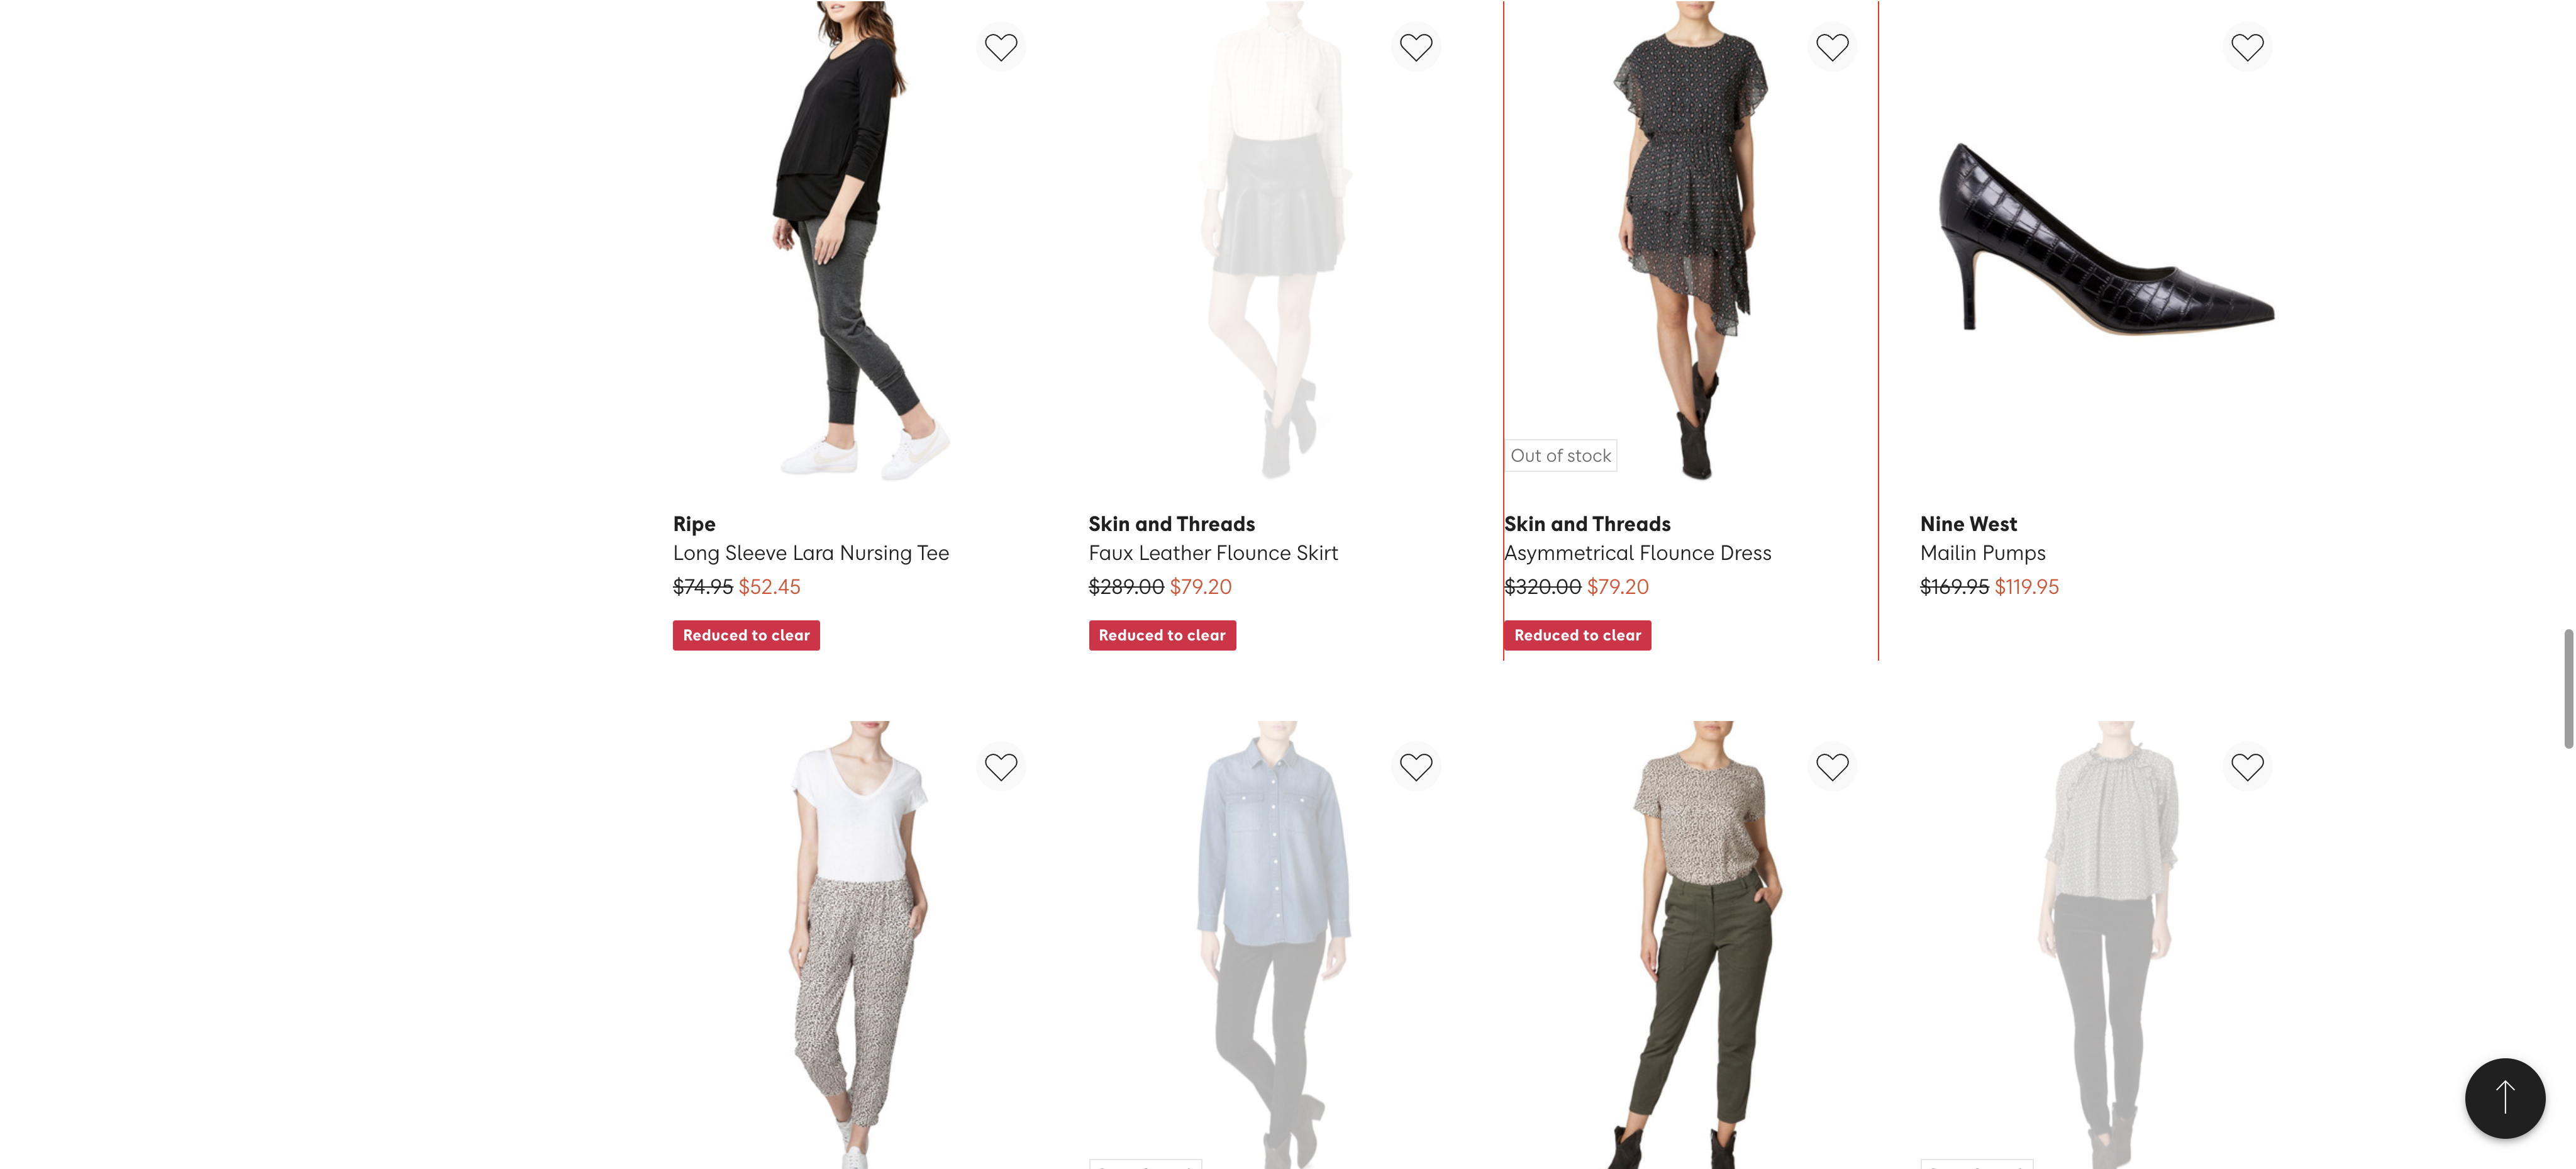 Out of stock
Ripe
Long Sleeve Lara Nursing Tee
$74.95 $52.45
Reduced to clear
Skin and Threads
Faux Leather Flounce Skirt
$289.00 $79.20
Reduced to clear
Skin and Threads
Asymmetrical Flounce Dress
$320.00 $79.20
Reduced to clear
Nine West
Mailin Pumps
$169.95 $119.95